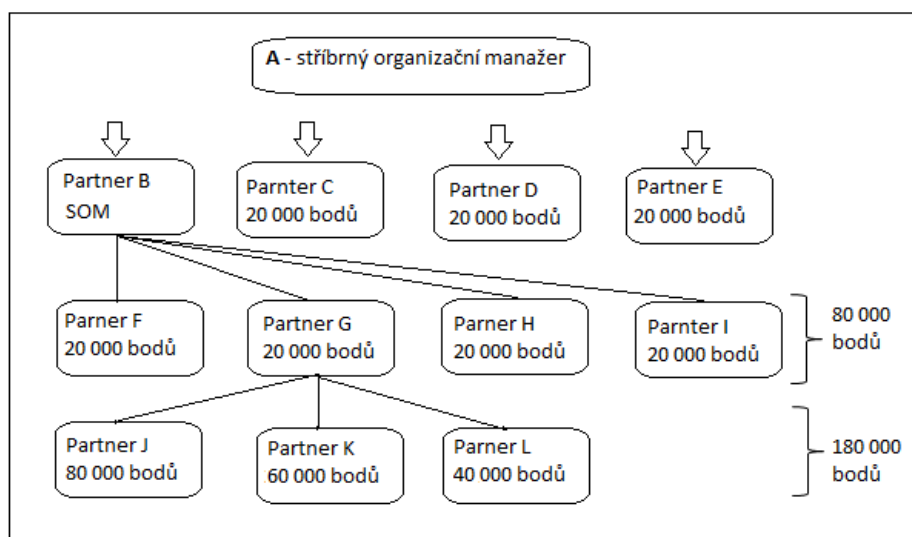 A - stříbrný organizační manažer
Partner B
SOM
Parnter C
20 000 bodů
Partner D
20 000 bodů
Partner E
20 000 bodů
Parner F
20 000 bodů
Partner G
20 000 bodů
Parner H
20 000 bodů
Parnter I
20 000 bodů
80 000
bodů
Partner J
80 000 bodů
Partner K
60 000 bodů
Parner L
40 000 bodů
180 000
bodů